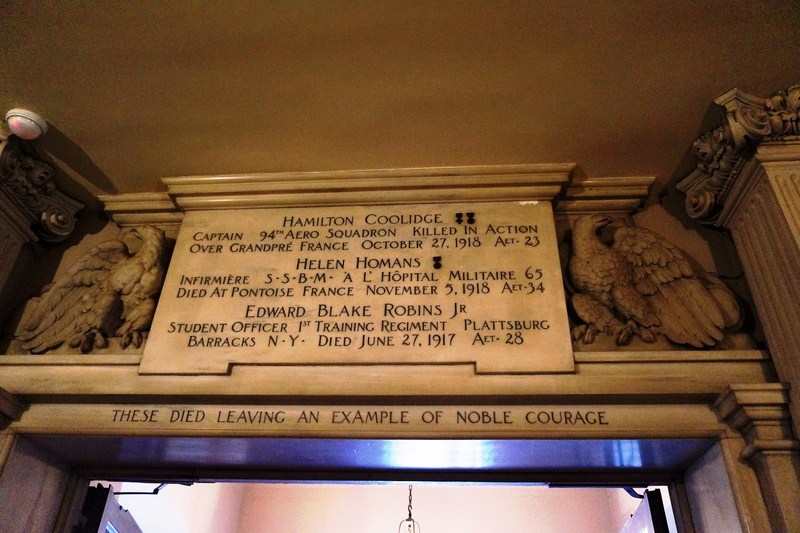 HAMILTON COOLIDGE
CAPTAIN 94TH AERO SQUADRON KILLED IN ACTION
OVER GRANDPRÉ FRANCE OCTOBER 27, 1918 AET- 23
HELEN HOMANS
INFIRMIÈRE S·S·B·M· À L' HÔPITAL MILITAIRE 65
DIED AT PONTOISE FRANCE NOVEMBER 5, 1918 AET-34
EDWARD BLAKE ROBINS JR
STUDENT OFFICER 1ST TRAINING REGIMENT PLATTSBURG
BARRACKS N·Y· DIED JUNE 27, 1917 AET- 28
THESE DIED LEAVING AN EXAMPLE OF NOBLE COURAGE